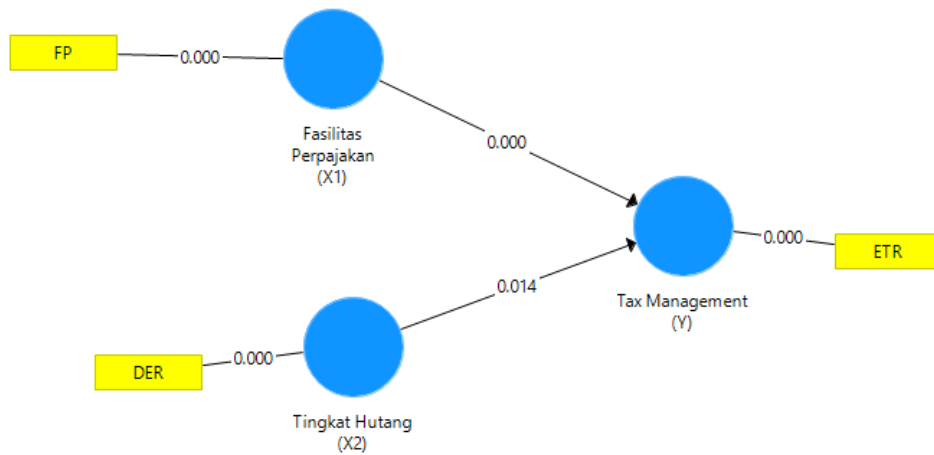 FP
0.000
Fasilitas
Perpajakan
(X1)
0.000
0.000
ETR
Tax Management
(Y)
0.014
DER
0.000
Tingkat Hutang
(X2)